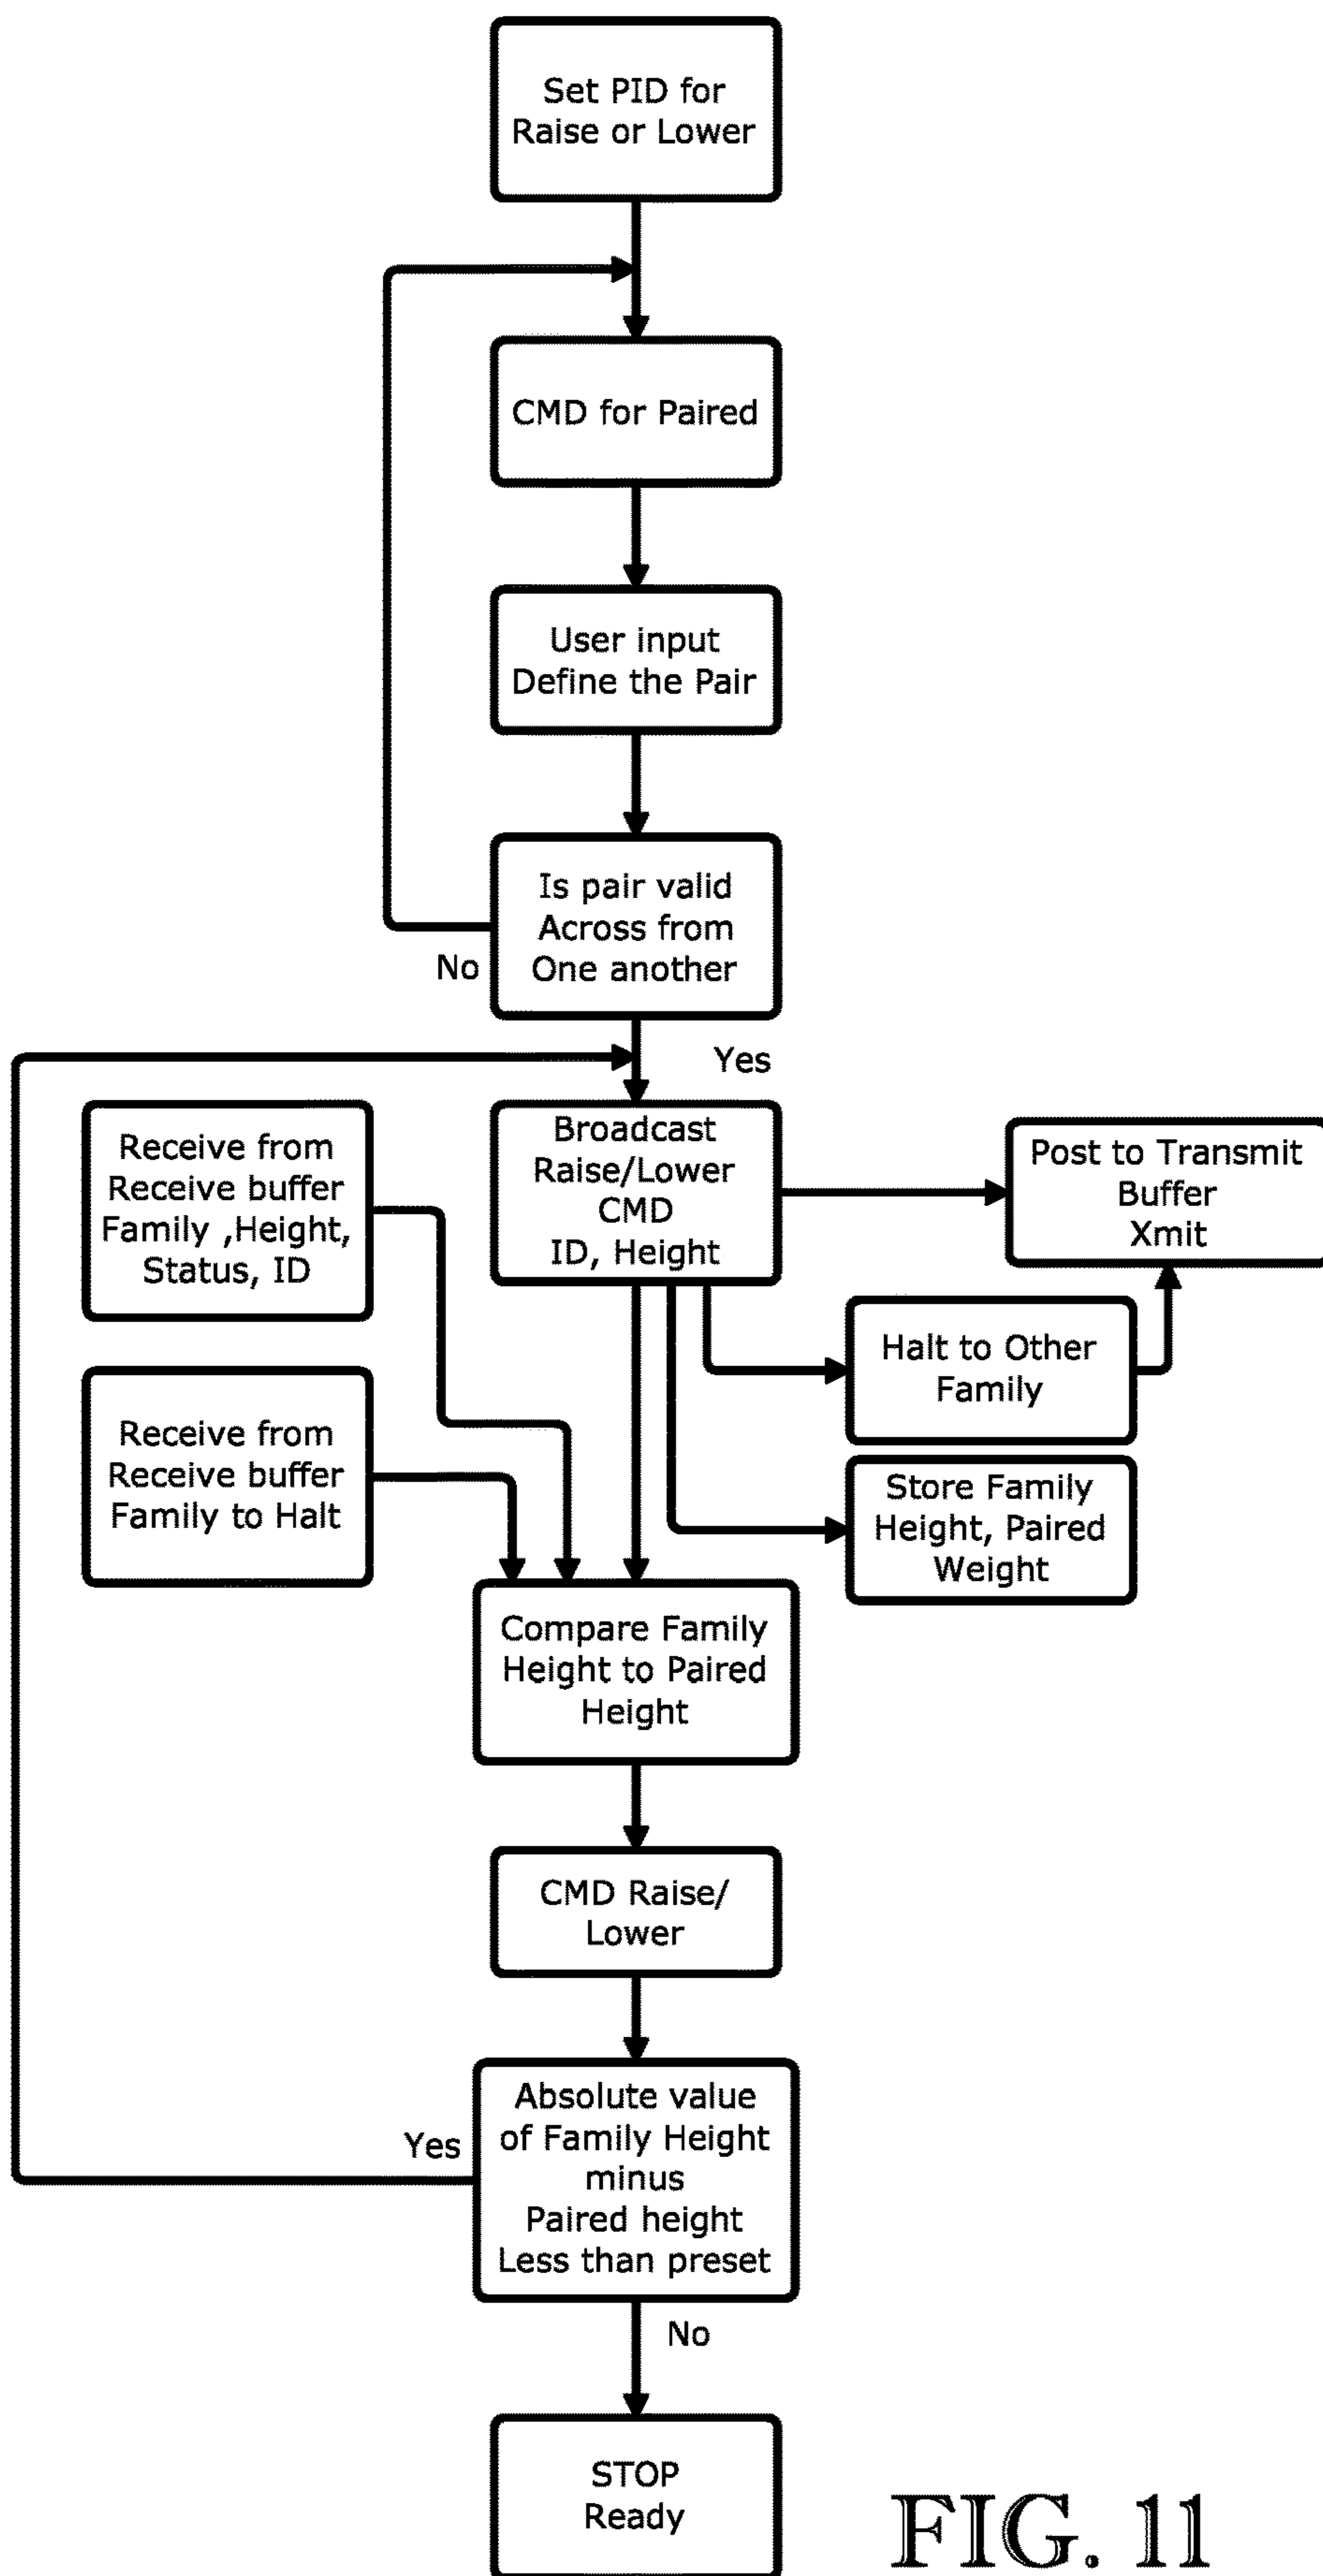 Set PID for
Raise or Lower
CMD for Paired
User input
Define the Pair
Is pair valid
Across from
One another
No
Yes
Receive from
Receive buffer
Family ,Height,
Status, ID
Broadcast
Raise/Lower
CMD
ID, Height
Post to Transmit
Buffer
Xmit
Halt to Other
Family
Receive from
Receive buffer
Family to Halt
Store Family
Height, Paired
Weight
Compare Family
Height to Paired
Height
CMD Raise/
Lower
Absolute value
of Family Height
minus
Paired height
Less than preset
Yes
No
STOP
Ready
FIG. 11